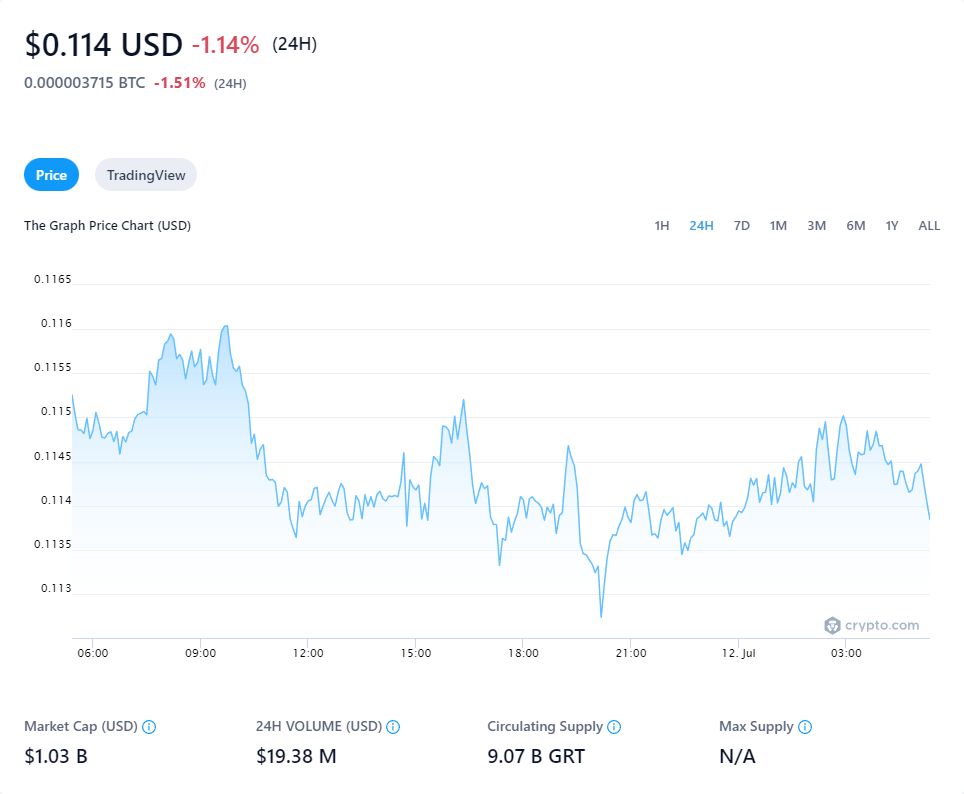 $0.114 USD -1.14% (24H)
0.000003715 BTC -1.51% (24H)
Price TradingView
The Graph Price Chart (USD) 1H 24H 7D 1M 3M 6M 1Y ALL
0.1165
0.116
0.1155
0.115
0.1145
0.114
0.1135
0.113
crypto.com
06:00 09:00 12:00 15:00 18:00 21:00 12. Jul 03:00
Market Cap (USD) 24H VOLUME (USD) Circulating Supply Max Supply
$1.03 B $19.38 M 9.07 B GRT N/A